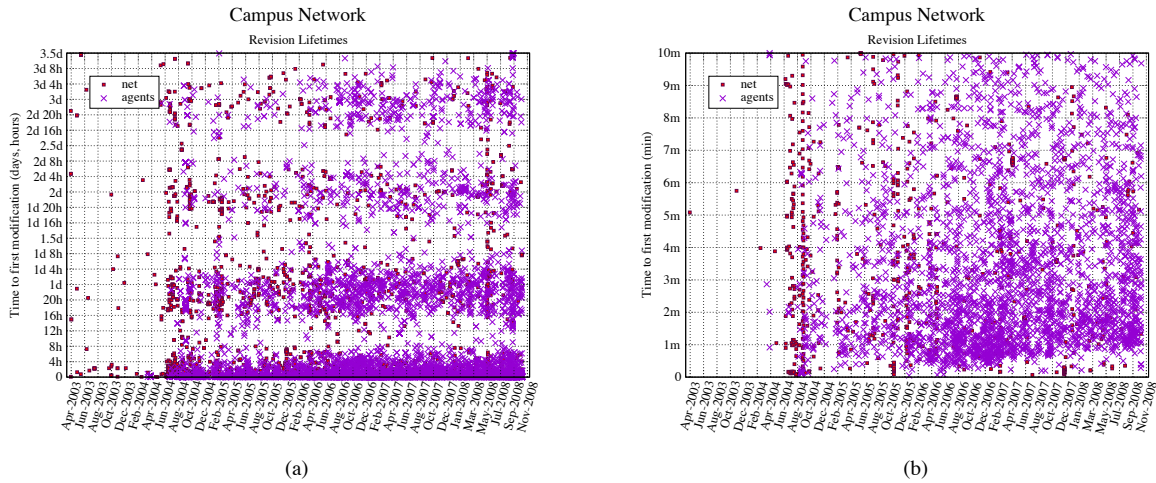 Campus Network
Revision Lifetimes
Time to first modification (days, hours)
3.5d
3d 8h
3d 4h
3d
2d 20h
2d 16h
2.5d
2d 8h
2d 4h
2d
1d 20h
1d 16h
1.5d
1d 8h
1d 4h
1d
20h
16h
12h
8h
4h
0
net
agents
Apr-2003
Jun-2003
Aug-2003
Oct-2003
Dec-2003
Feb-2004
Apr-2004
Jun-2004
Aug-2004
Oct-2004
Dec-2004
Feb-2005
Apr-2005
Jun-2005
Aug-2005
Oct-2005
Dec-2005
Feb-2006
Apr-2006
Jun-2006
Aug-2006
Oct-2006
Dec-2006
Feb-2007
Apr-2007
Jun-2007
Aug-2007
Oct-2007
Dec-2007
Jan-2008
Mar-2008
May-2008
Jul-2008
Sep-2008
Nov-2008
(a)
Campus Network
Revision Lifetimes
Time to first modification (min)
10m
9m
8m
7m
6m
5m
4m
3m
2m
1m
0
net
agents
Apr-2003
Jun-2003
Aug-2003
Oct-2003
Dec-2003
Feb-2004
Apr-2004
Jun-2004
Aug-2004
Oct-2004
Dec-2004
Feb-2005
Apr-2005
Jun-2005
Aug-2005
Oct-2005
Dec-2005
Feb-2006
Apr-2006
Jun-2006
Aug-2006
Oct-2006
Dec-2006
Feb-2007
Apr-2007
Jun-2007
Aug-2007
Oct-2007
Dec-2007
Jan-2008
Mar-2008
May-2008
Jul-2008
Sep-2008
Nov-2008
(b)